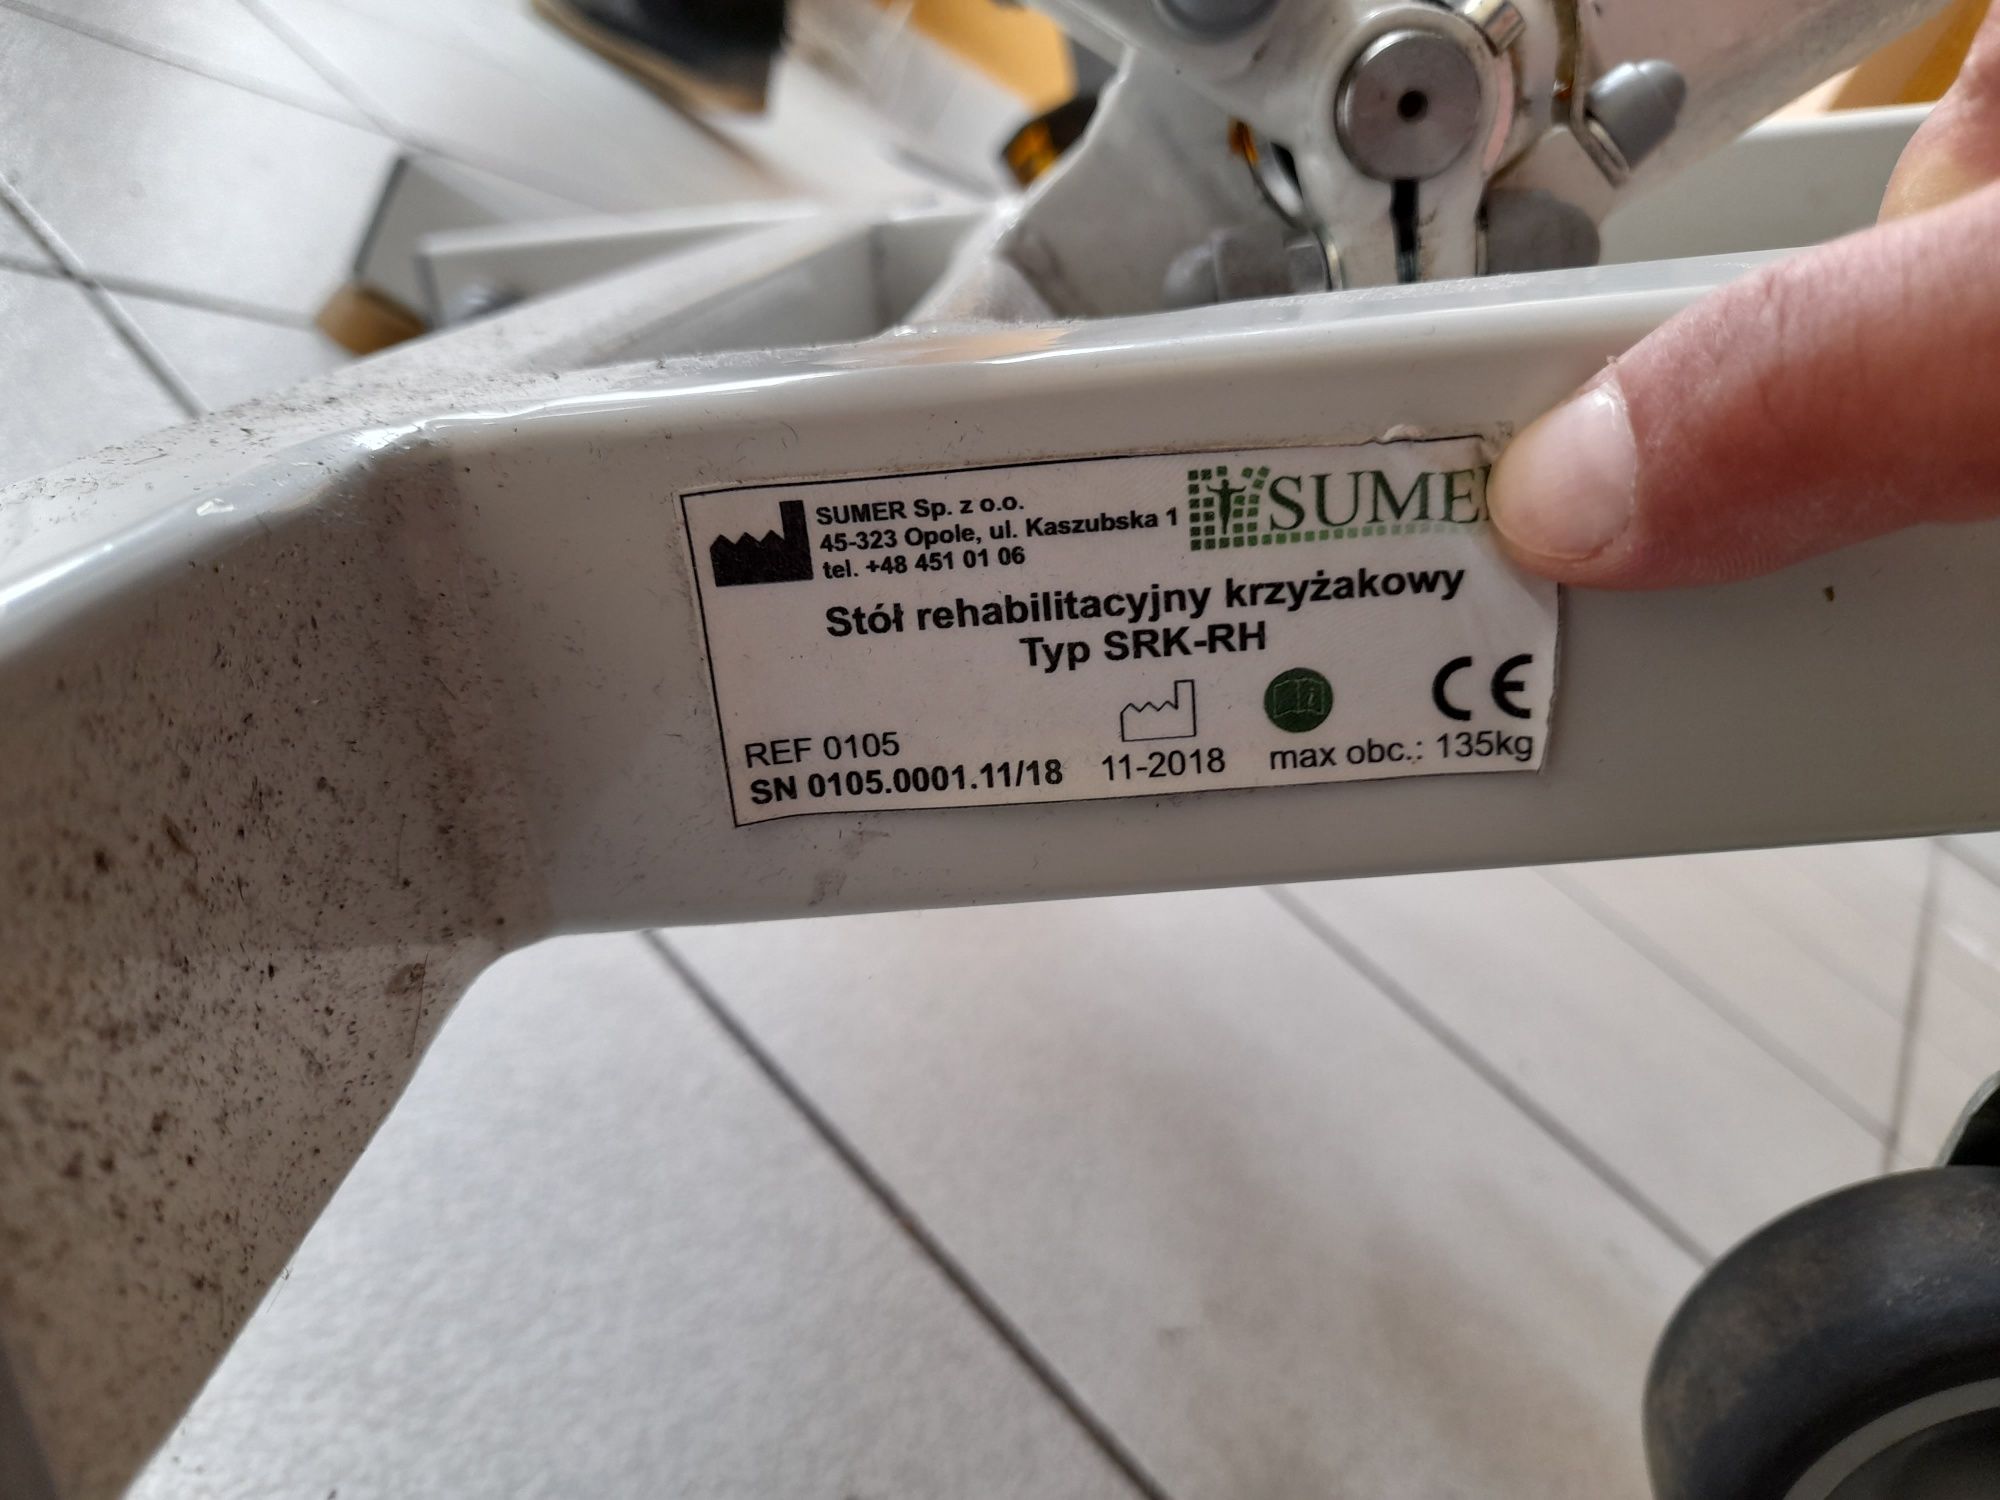 SUMER Sp. z o.o.
45-323 Opole, ul. Kaszubska 1
tel. +48 451 01 06
SUME
Stół rehabilitacyjny krzyżakowy
Typ SRK-RH
CE
REF 0105
SN 0105.0001.11/18
11-2018
max obc.: 135kg